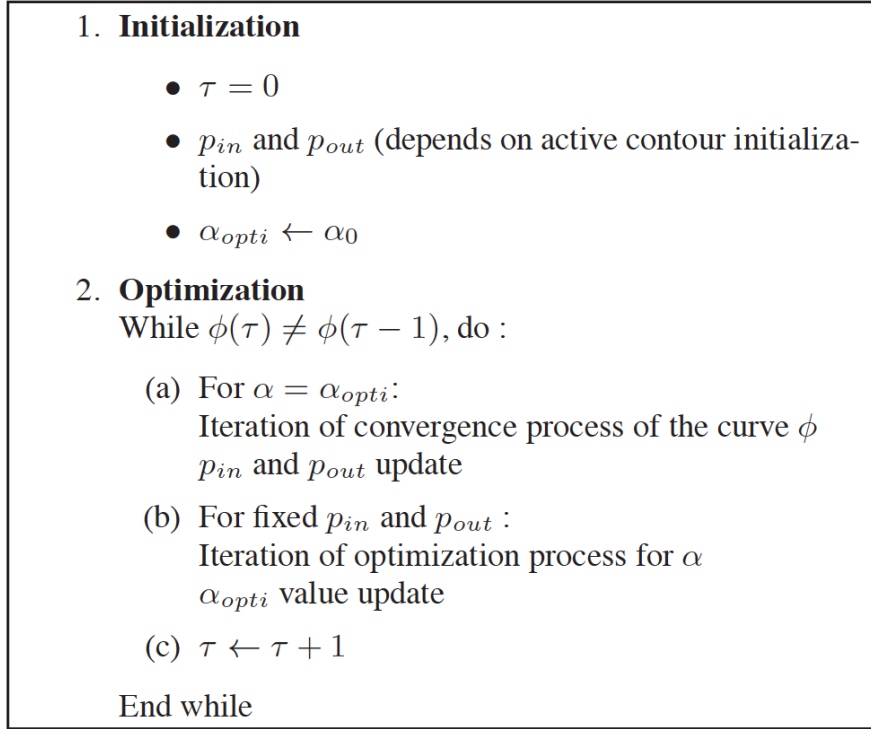 1. Initialization
• τ = 0
• p_in and p_out (depends on active contour initializa-
tion)
• α_opti ← α_0
2. Optimization
While ϕ(τ) ≠ ϕ(τ − 1), do :
(a) For α = α_opti:
Iteration of convergence process of the curve ϕ
p_in and p_out update
(b) For fixed p_in and p_out :
Iteration of optimization process for α
α_opti value update
(c) τ ← τ + 1
End while